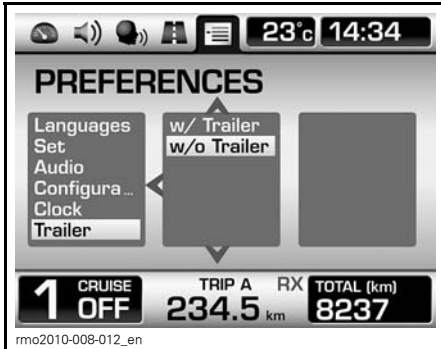 23°c 14:34
PREFERENCES
Languages
Set
Audio
Configura...
Clock
Trailer
w/ Trailer
w/o Trailer
1 CRUISE OFF
TRIP A
234.5 km
RX
TOTAL (km)
8237
rmo2010-008-012_en